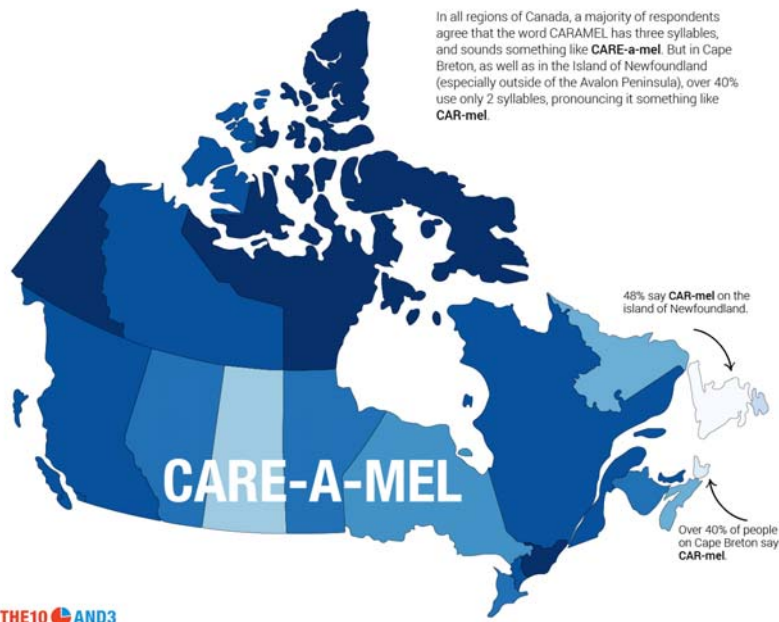 In all regions of Canada, a majority of respondents
agree that the word CARAMEL has three syllables,
and sounds something like CARE-a-mel. But in Cape
Breton, as well as in the Island of Newfoundland
(especially outside of the Avalon Peninsula), over 40%
use only 2 syllables, pronouncing it something like
CAR-mel.
48% say CAR-mel on the
island of Newfoundland.
CARE-A-MEL
Over 40% of people
on Cape Breton say
CAR-mel.
THE10 AND3